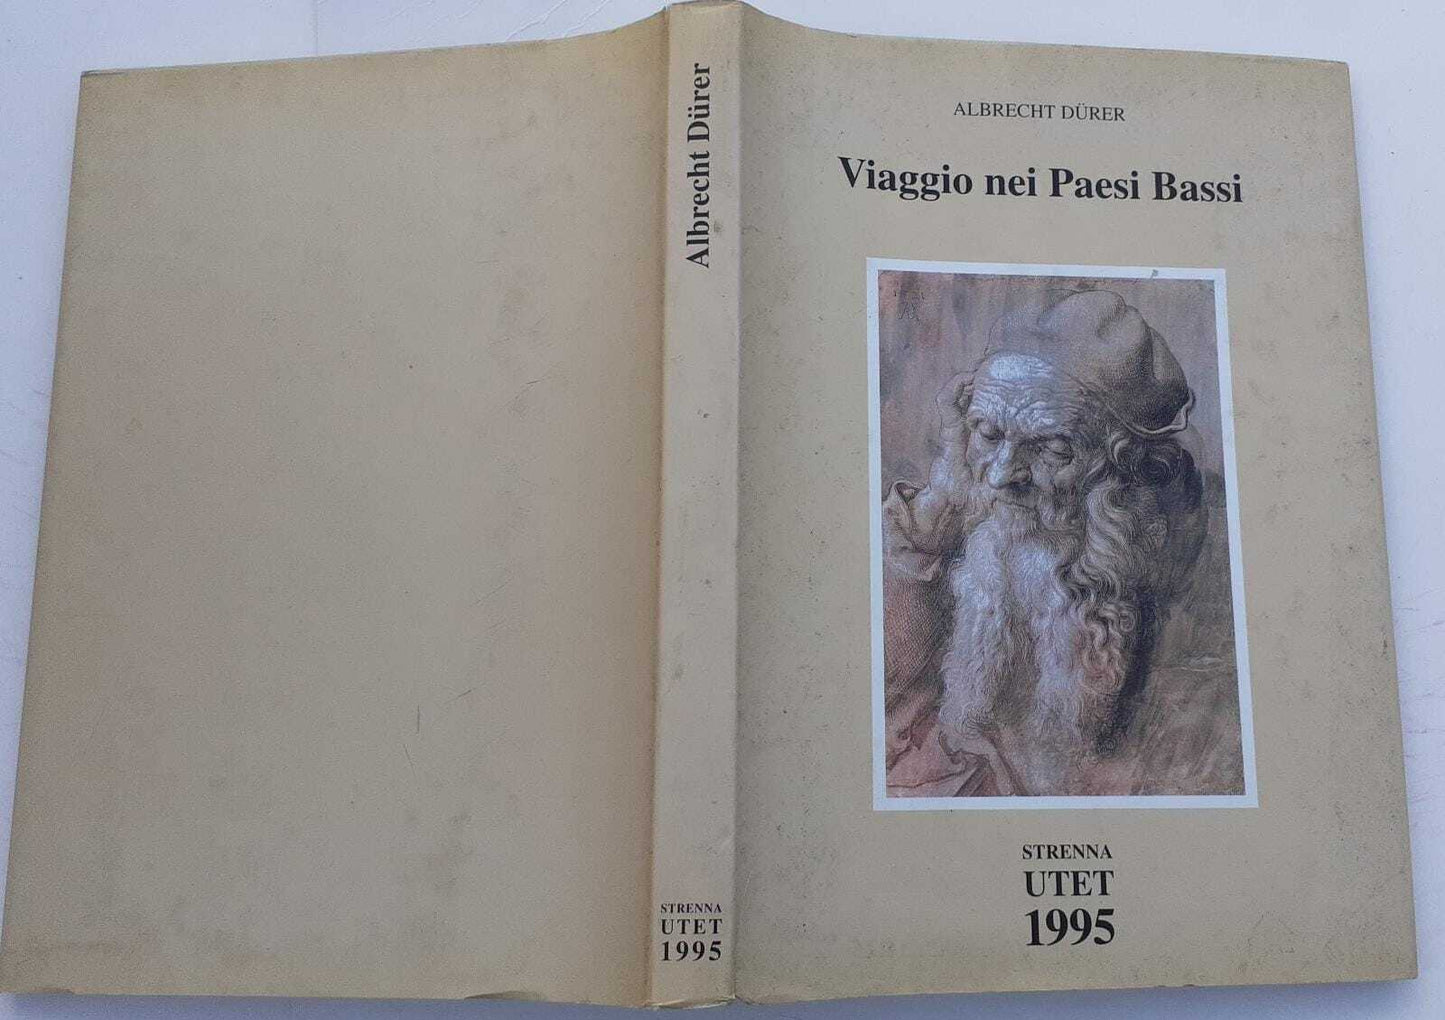 Albrecht Dürer
STRENNA
UTET
1995
ALBRECHT DÜRER
Viaggio nei Paesi Bassi
STRENNA
UTET
1995